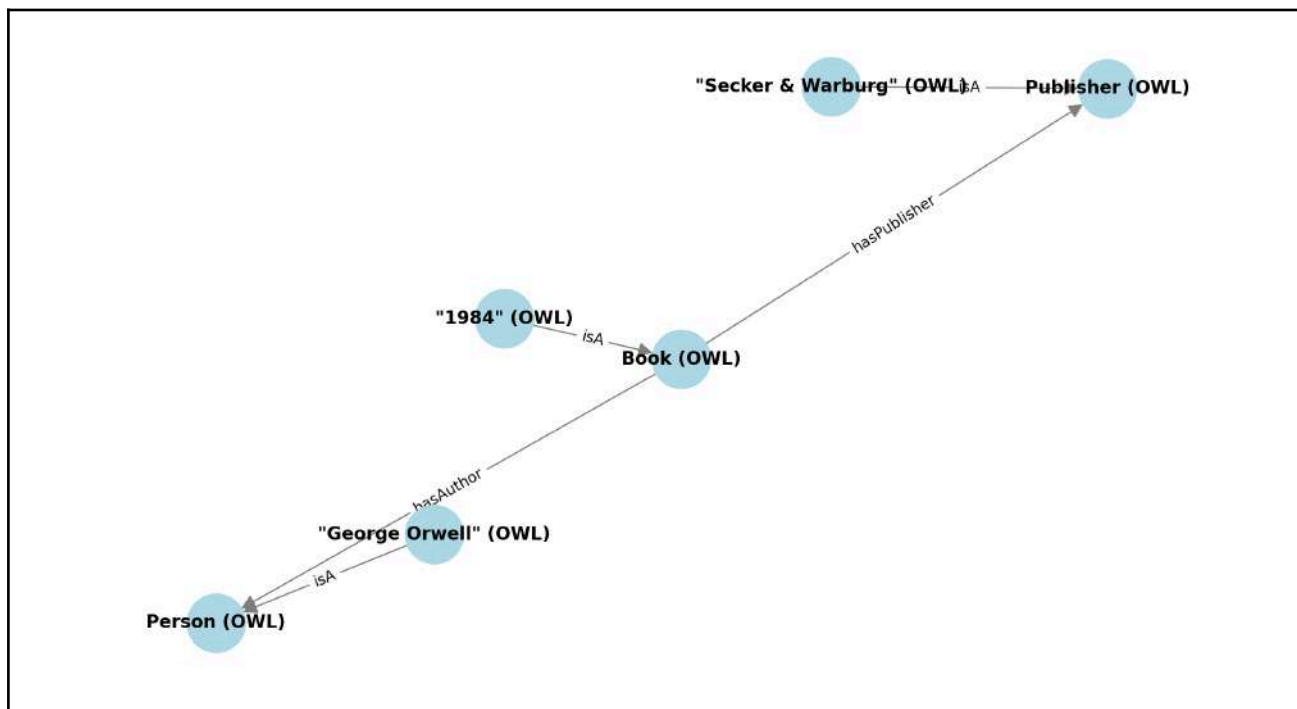 "Secker & Warburg" (OWL)
isA
Publisher (OWL)
hasPublisher
"1984" (OWL)
isA
Book (OWL)
hasAuthor
"George Orwell" (OWL)
isA
Person (OWL)